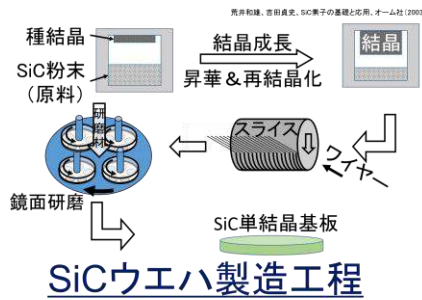 荒井和雄、吉田貞史、SiC素子の基礎と応用、オーム社(2003
種結晶
SiC粉末
(原料)
結晶成長
昇華＆再結晶化
結晶
研磨材
スライス
ワイヤー
鏡面研磨
SiC単結晶基板
SiCウエハ製造工程